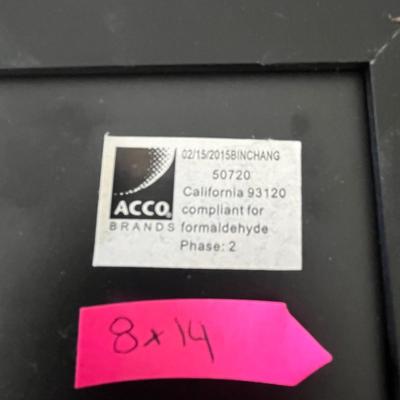 02/15/2015BINCHANG
50720
California 93120
ACCO® compliant for
BRANDS formaldehyde
Phase: 2
8x14